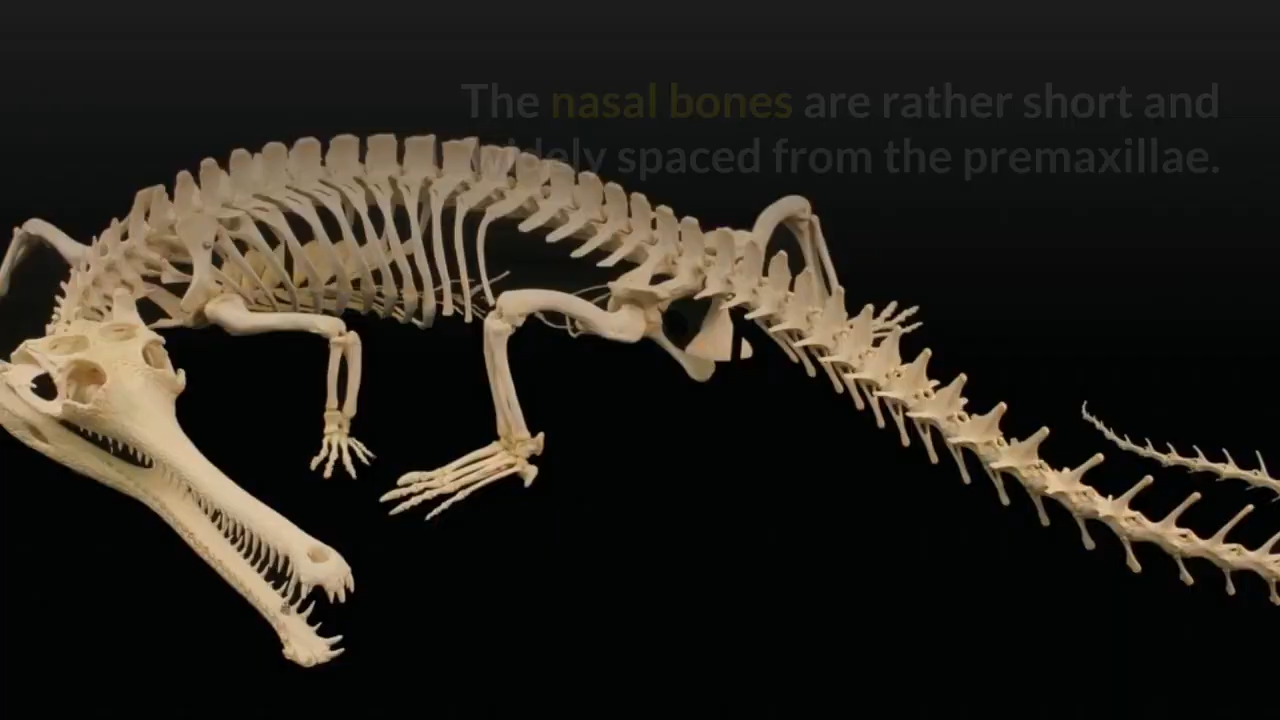 The nasal bones are rather short and
widely spaced from the premaxillae.